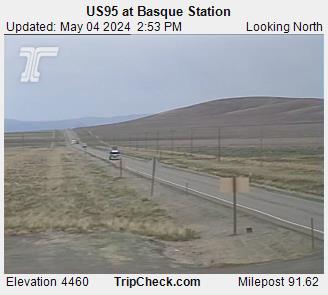 US95 at Basque Station
Updated: May 04 2024 2:53 PM Looking North
Elevation 4460 TripCheck.com Milepost 91.62